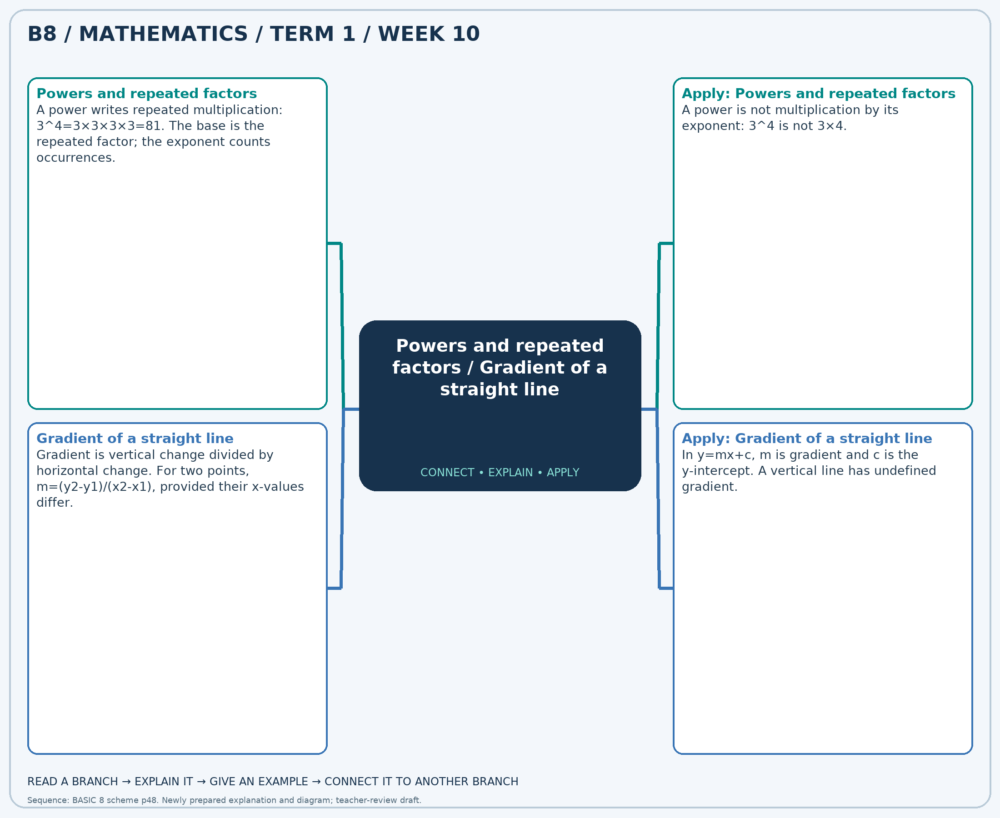 B8 / MATHEMATICS / TERM 1 / WEEK 10
Powers and repeated factors
A power writes repeated multiplication:
3^4=3×3×3×3=81. The base is the
repeated factor; the exponent counts
occurrences.
Apply: Powers and repeated factors
A power is not multiplication by its
exponent: 3^4 is not 3×4.
Powers and repeated
factors / Gradient of a
straight line
CONNECT • EXPLAIN • APPLY
Gradient of a straight line
Gradient is vertical change divided by
horizontal change. For two points,
m=(y2-y1)/(x2-x1), provided their x-values
differ.
Apply: Gradient of a straight line
In y=mx+c, m is gradient and c is the
y-intercept. A vertical line has undefined
gradient.
READ A BRANCH → EXPLAIN IT → GIVE AN EXAMPLE → CONNECT IT TO ANOTHER BRANCH
Sequence: BASIC 8 scheme p48. Newly prepared explanation and diagram; teacher-review draft.